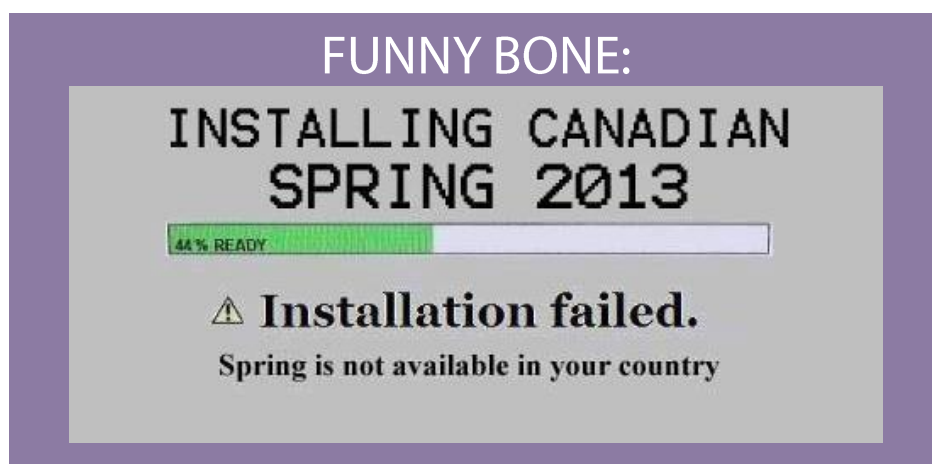 FUNNY BONE:
INSTALLING CANADIAN
SPRING 2013
44% READY
Installation failed.
Spring is not available in your country